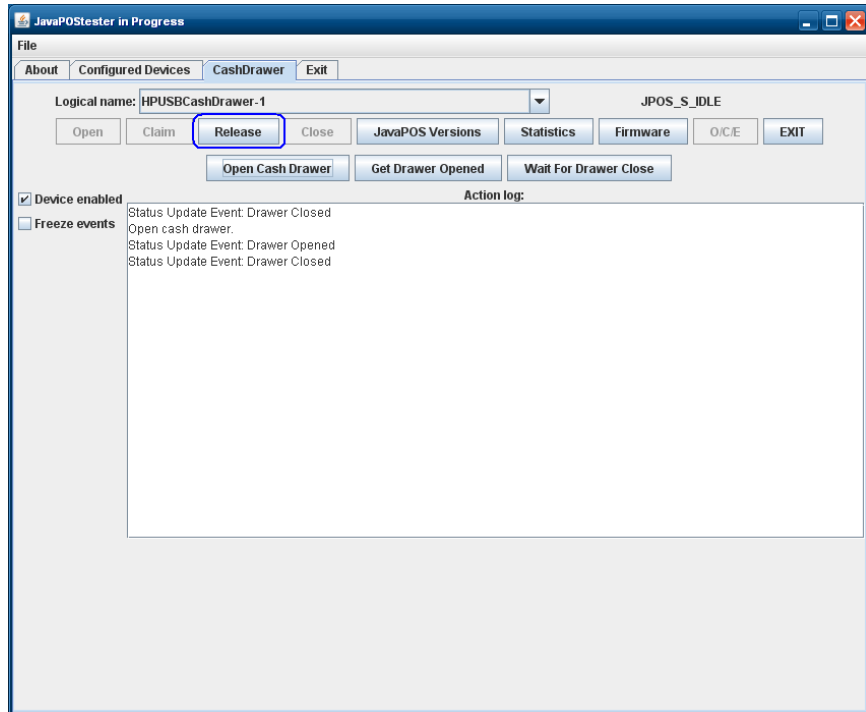 JavaPOStester in Progress
File
About Configured Devices CashDrawer Exit
Logical name: HPUSBCashDrawer-1 JPOS_S_IDLE
Open Claim Release Close JavaPOS Versions Statistics Firmware O/C/E EXIT
Open Cash Drawer Get Drawer Opened Wait For Drawer Close
Device enabled Action log:
Freeze events
Status Update Event: Drawer Closed
Open cash drawer.
Status Update Event: Drawer Opened
Status Update Event: Drawer Closed